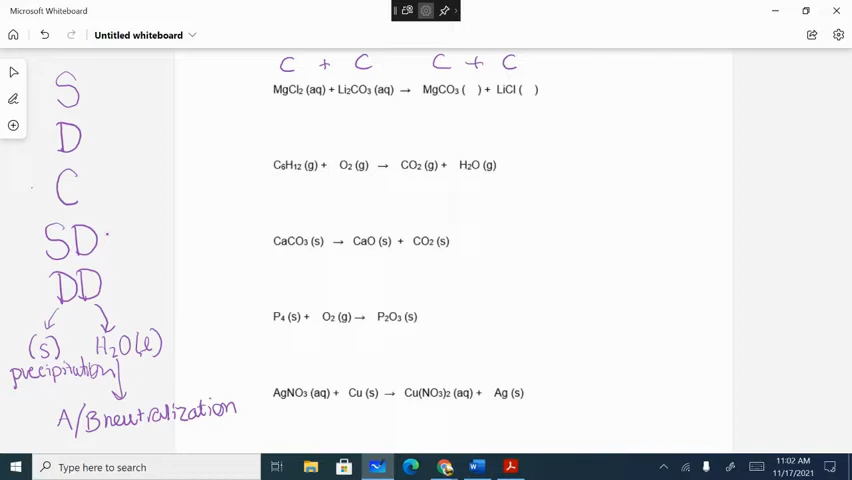 Microsoft Whiteboard
Untitled whiteboard
C + C C + C
MgCl2 (aq) + Li2CO3 (aq) → MgCO3 ( ) + LiCl ( )
C6H12 (g) + O2 (g) → CO2 (g) + H2O (g)
CaCO3 (s) → CaO (s) + CO2 (s)
P4 (s) + O2 (g) → P2O3 (s)
AgNO3 (aq) + Cu (s) → Cu(NO3)2 (aq) + Ag (s)
S
D
C
SD
DD
(s) H2O(l)
precipitation
A/B neutralization
Type here to search
11:02 AM
11/17/2021